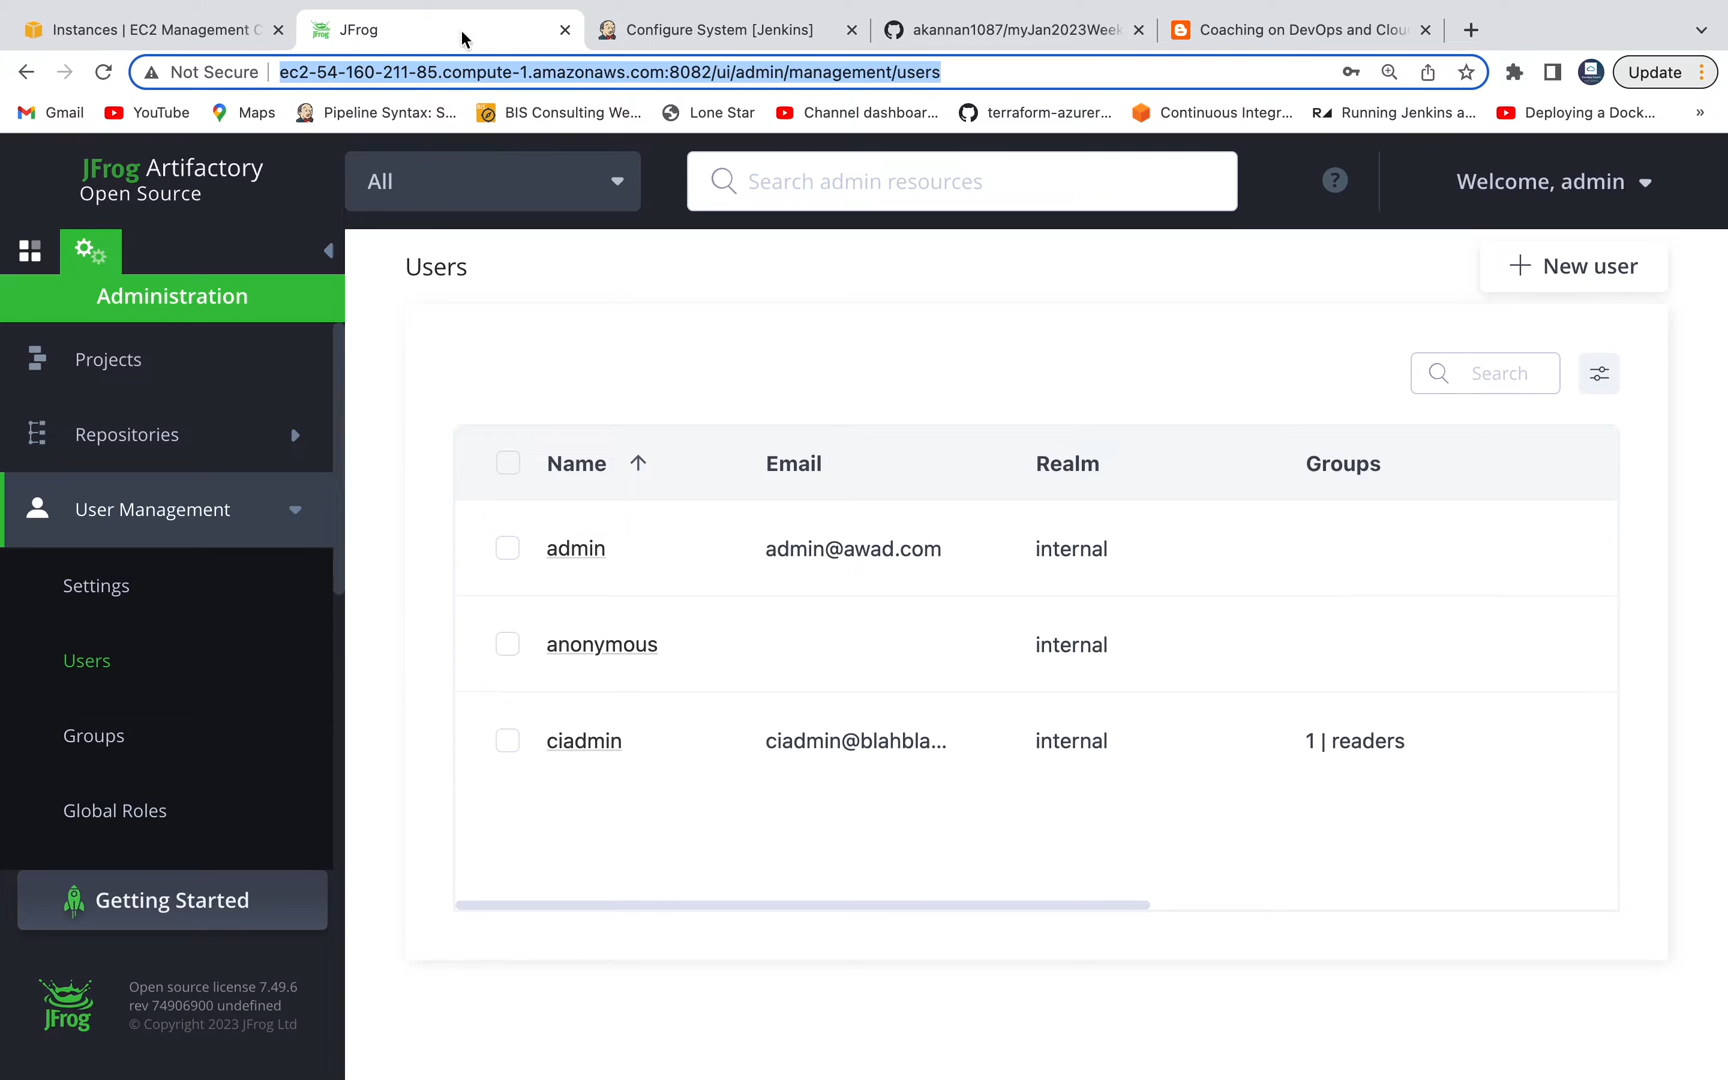 Instances | EC2 Management C
JFrog
Configure System [Jenkins]
akannan1087/myJan2023Week
Coaching on DevOps and Clou
Not Secure
ec2-54-160-211-85.compute-1.amazonaws.com:8082/ui/admin/management/users
Update
Gmail
YouTube
Maps
Pipeline Syntax: S...
BIS Consulting We...
Lone Star
Channel dashboar...
terraform-azurer...
Continuous Integr...
Running Jenkins a...
Deploying a Dock...
»
JFrog Artifactory
Open Source
All
Search admin resources
?
Welcome, admin
Administration
Projects
Repositories
User Management
Settings
Users
Groups
Global Roles
Getting Started
JFrog
Open source license 7.49.6
rev 74906900 undefined
© Copyright 2023 JFrog Ltd
Users
New user
Search
Name Email Realm Groups
admin admin@awad.com internal
anonymous internal
ciadmin ciadmin@blahbla... internal 1 | readers